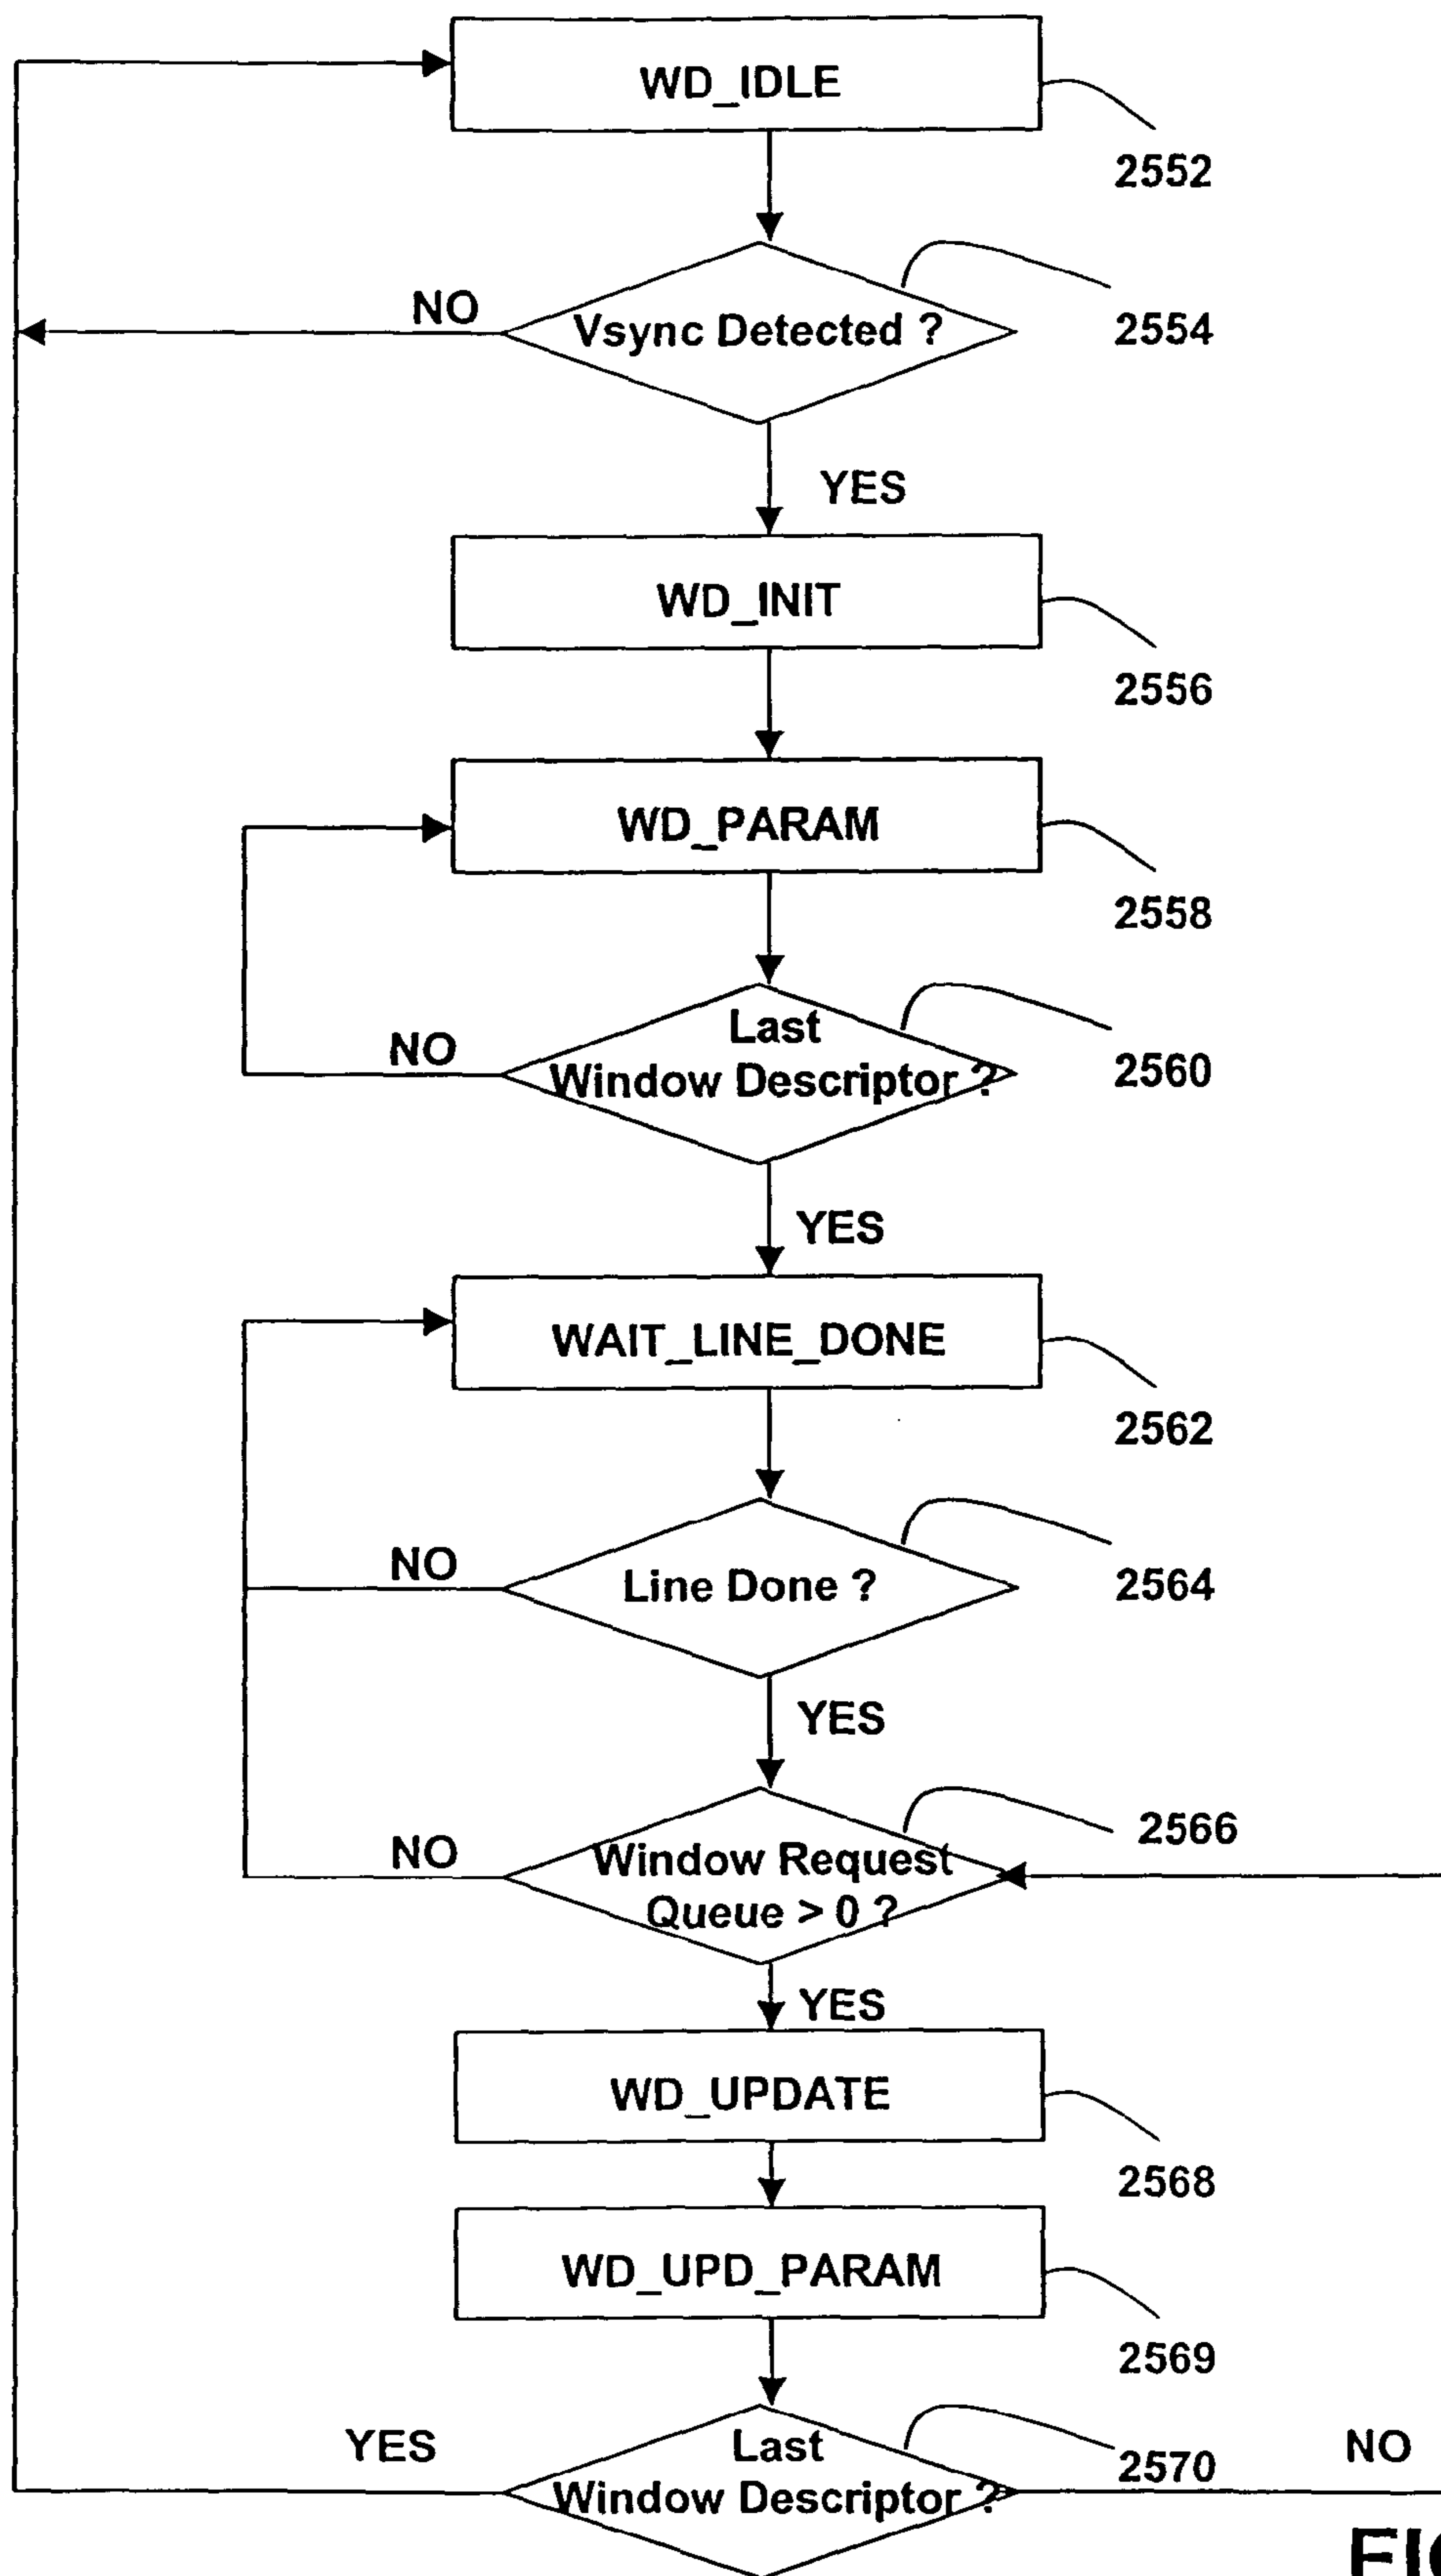 WD_IDLE
2552
NO
Vsync Detected ?
2554
YES
WD_INIT
2556
WD_PARAM
2558
NO
Last
Window Descriptor ?
2560
YES
WAIT_LINE_DONE
2562
NO
Line Done ?
2564
YES
NO
Window Request
Queue > 0 ?
2566
YES
WD_UPDATE
2568
WD_UPD_PARAM
2569
YES
Last
Window Descriptor ?
2570
NO